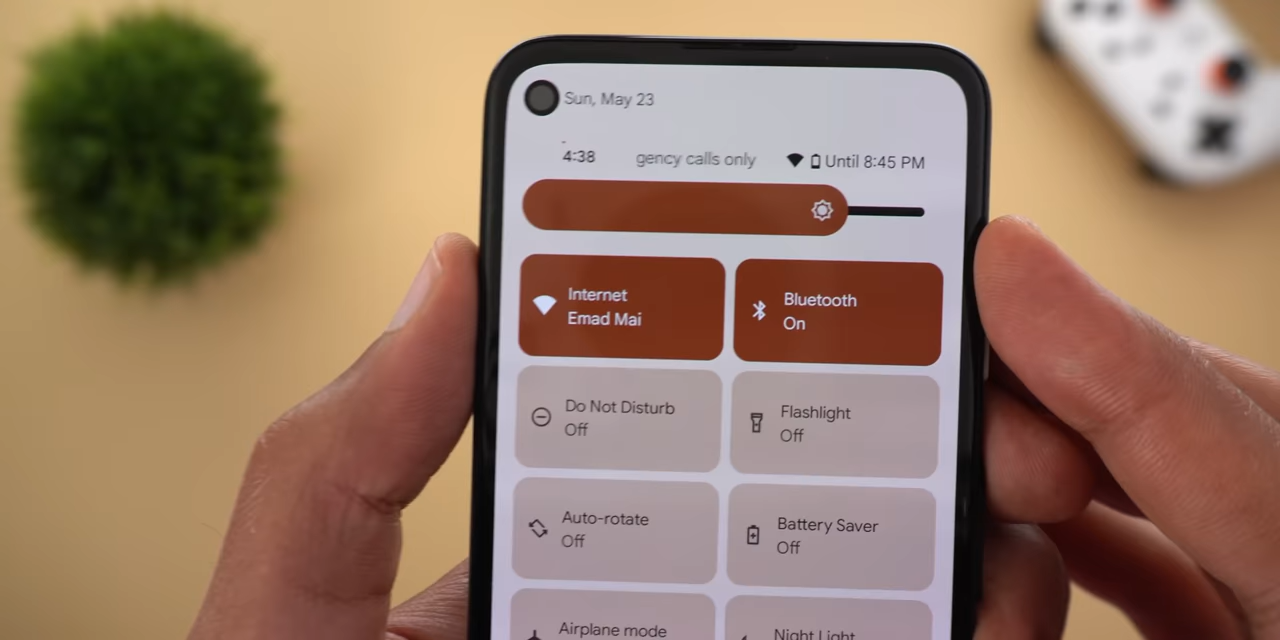 Sun, May 23
4:38 gency calls only Until 8:45 PM
Internet
Emad Mai
Bluetooth
On
Do Not Disturb
Off
Flashlight
Off
Auto-rotate
Off
Battery Saver
Off
Airplane mode
Night Light